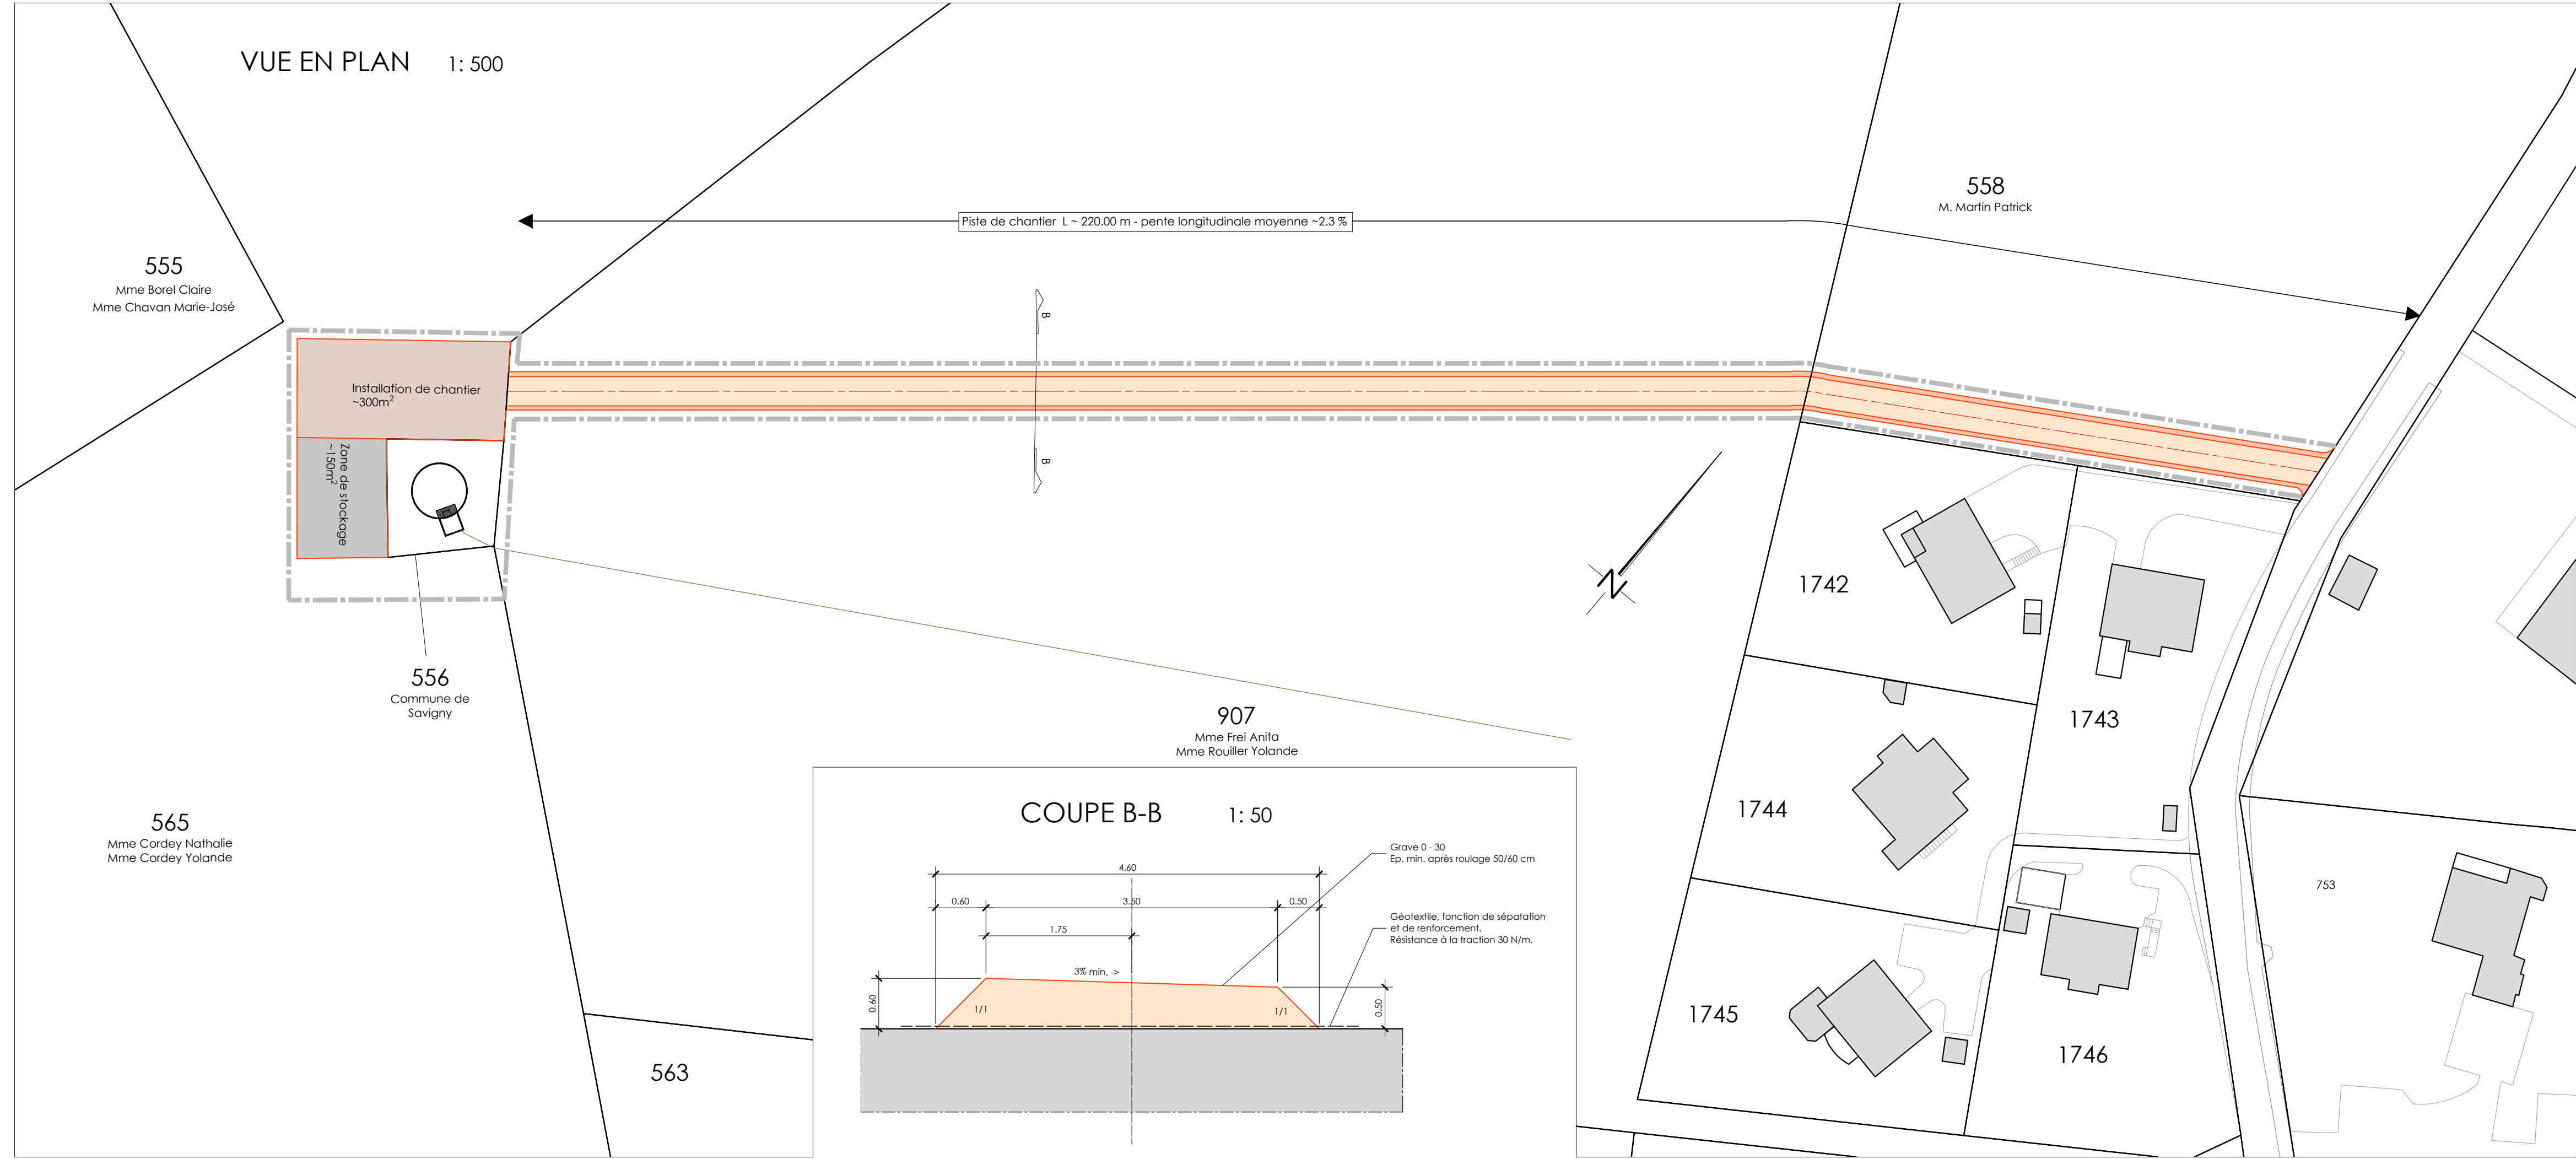 VUE EN PLAN 1: 500
558
M. Martin Patrick
Piste de chantier L ~ 220.00 m - pente longitudinale moyenne ~2.3 %
555
Mme Borel Claire
Mme Chavan Marie-José
B
B
Installation de chantier
~300m²
Zone de stockage
~150m²
N
1742
1743
556
Commune de
Savigny
907
Mme Frei Anita
Mme Rouiller Yolande
1744
565
Mme Cordey Nathalie
Mme Cordey Yolande
753
1745
1746
563
COUPE B-B 1: 50
Grave 0 - 30
Ep. min. après roulage 50/60 cm
4.60
0.60
3.50
0.50
1.75
Géotextile, fonction de sépatation
et de renforcement.
Résistance à la traction 30 N/m.
3% min. ->
0.60
1/1
1/1
0.50